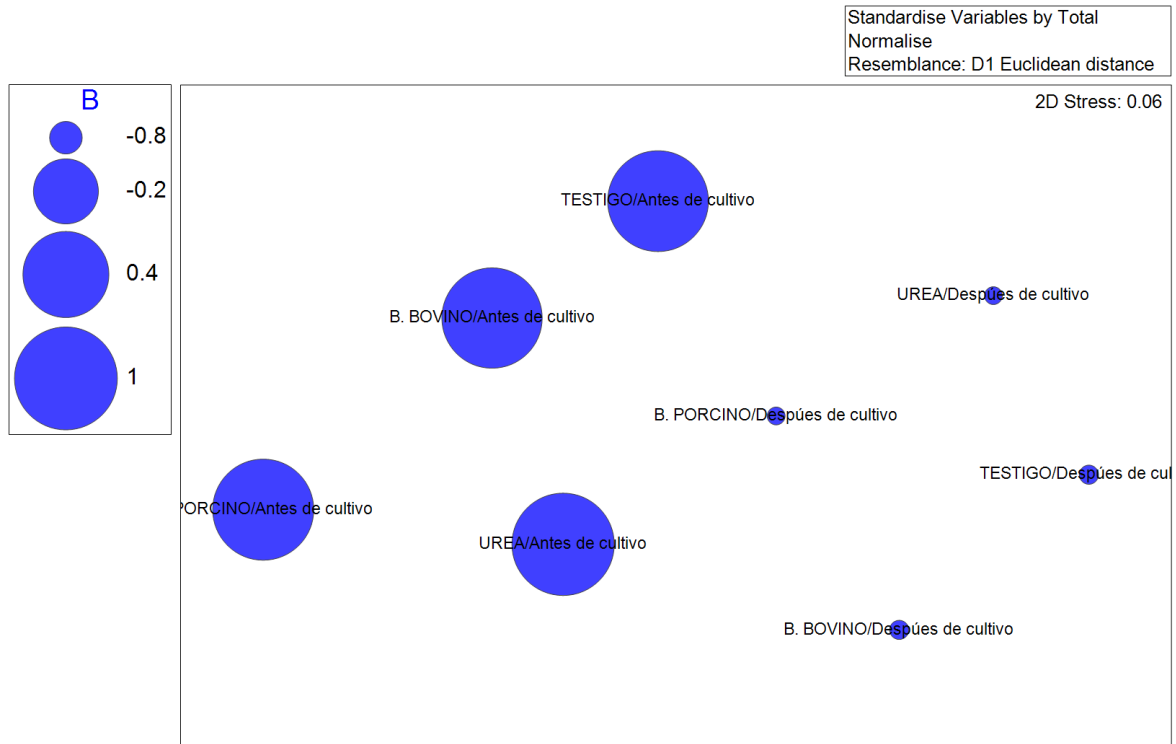 Standardise Variables by Total
Normalise
Resemblance: D1 Euclidean distance
B
-0.8
-0.2
0.4
1
2D Stress: 0.06
TESTIGO/Antes de cultivo
UREA/Despúes de cultivo
B. BOVINO/Antes de cultivo
B. PORCINO/Despúes de cultivo
TESTIGO/Despúes de cul
PORCINO/Antes de cultivo
UREA/Antes de cultivo
B. BOVINO/Despúes de cultivo